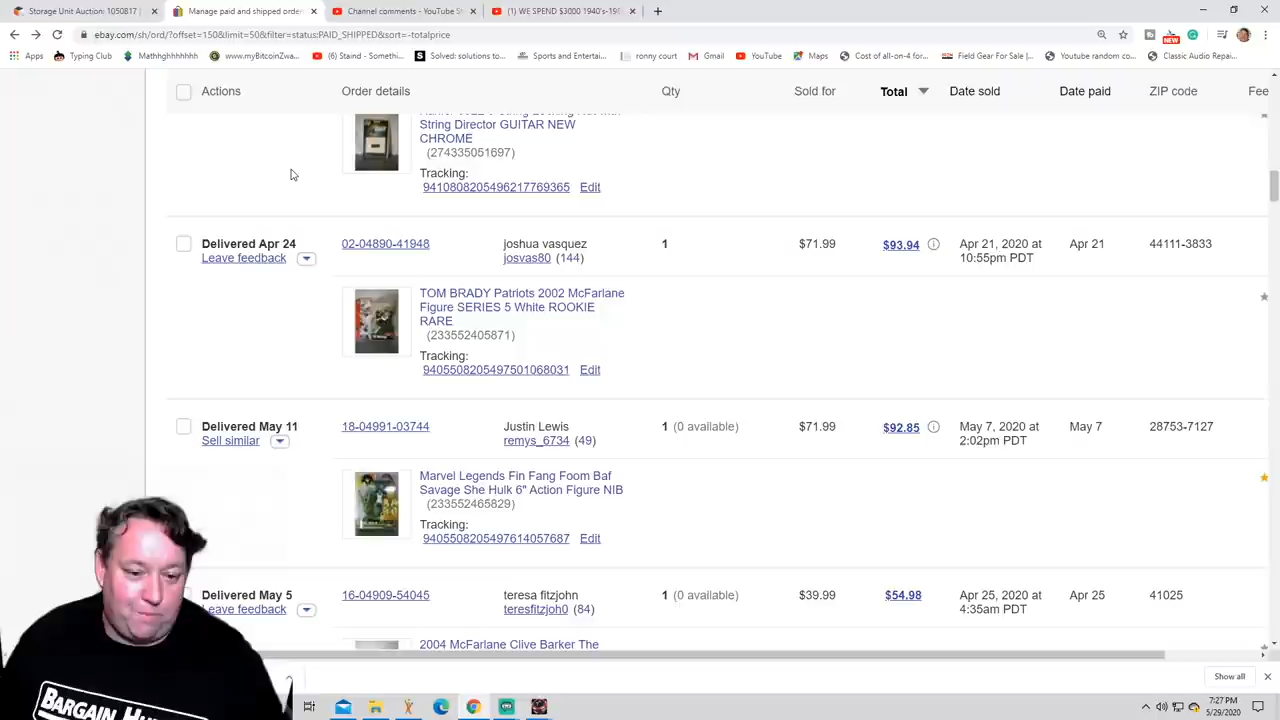 Storage Unit Auction: 1050817 |
Manage paid and shipped order
Channel comments - YouTube St
(1) WE SPEND $3000 1940's-198
ebay.com/sh/ord/?offset=150&limit=50&filter=status:PAID_SHIPPED&sort=-totalprice
NEW
Apps
Typing Club
Mathhghhhhhh
www.myBitcoinZwa...
(6) Staind - Somethi...
Solved: solutions to...
Sports and Entertai...
ronny court
Gmail
YouTube
Maps
Cost of all-on-4 for...
Field Gear For Sale |...
Youtube random co...
Classic Audio Repai...
Actions
Order details
Qty
Sold for
Total
Date sold
Date paid
ZIP code
Fee
String Director GUITAR NEW
CHROME
(274335051697)
Tracking:
9410808205496217769365 Edit
Delivered Apr 24
Leave feedback
02-04890-41948
joshua vasquez
josvas80 (144)
1
$71.99
$93.94
Apr 21, 2020 at
10:55pm PDT
Apr 21
44111-3833
TOM BRADY Patriots 2002 McFarlane
Figure SERIES 5 White ROOKIE
RARE
(233552405871)
Tracking:
9405508205497501068031 Edit
Delivered May 11
Sell similar
18-04991-03744
Justin Lewis
remys_6734 (49)
1 (0 available)
$71.99
$92.85
May 7, 2020 at
2:02pm PDT
May 7
28753-7127
Marvel Legends Fin Fang Foom Baf
Savage She Hulk 6" Action Figure NIB
(233552465829)
Tracking:
9405508205497614057687 Edit
Delivered May 5
Leave feedback
16-04909-54045
teresa fitzjohn
teresfitzjoh0 (84)
1 (0 available)
$39.99
$54.98
Apr 25, 2020 at
4:35am PDT
Apr 25
41025
2004 McFarlane Clive Barker The
BARGAIN
Show all
7:27 PM
5/29/2020